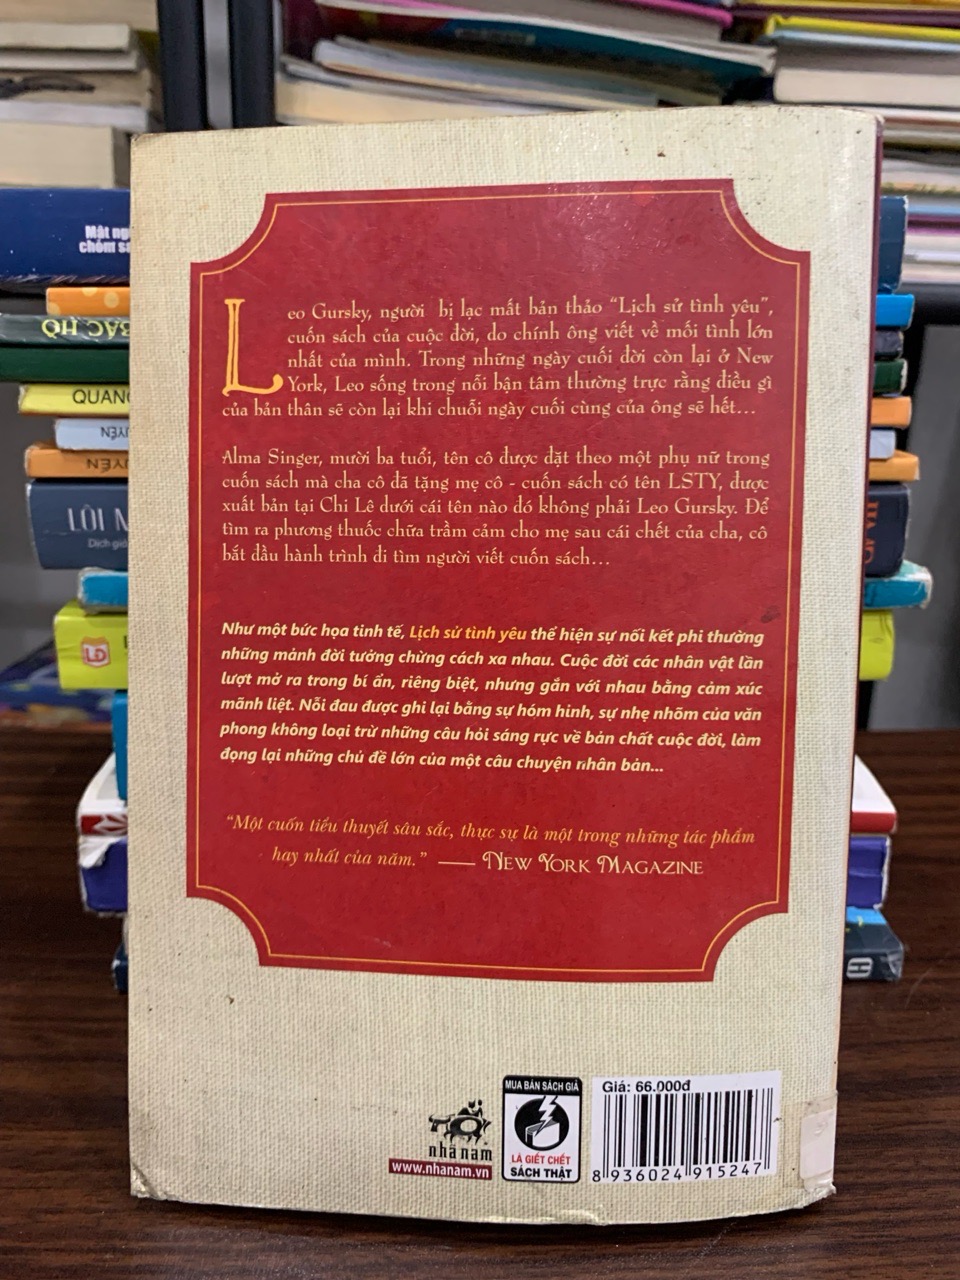 Leo Gursky, người bị lạc mất bản thảo “Lịch sử tình yêu”,
cuốn sách của cuộc đời, do chính ông viết về mối tình lớn
nhất của mình. Trong những ngày cuối đời còn lại ở New
York, Leo sống trong nỗi bận tâm thường trực rằng điều gì
của bản thân sẽ còn lại khi chuỗi ngày cuối cùng của ông sẽ hết...
Alma Singer, mười ba tuổi, tên cô được đặt theo một phụ nữ trong
cuốn sách mà cha cô đã tặng mẹ cô - cuốn sách có tên LSTY, được
xuất bản tại Chi Lê dưới cái tên nào đó không phải Leo Gursky. Để
tìm ra phương thuốc chữa trầm cảm cho mẹ sau cái chết của cha, cô
bắt đầu hành trình đi tìm người viết cuốn sách...
Như một bức họa tinh tế, Lịch sử tình yêu thể hiện sự nối kết phi thường
những mảnh đời tưởng chừng cách xa nhau. Cuộc đời các nhân vật lần
lượt mở ra trong bí ẩn, riêng biệt, nhưng gắn với nhau bằng cảm xúc
mãnh liệt. Nỗi đau được ghi lại bằng sự hóm hỉnh, sự nhẹ nhõm của văn
phong không loại trừ những câu hỏi sáng rực về bản chất cuộc đời, làm
đọng lại những chủ đề lớn của một câu chuyện nhân bản...
“Một cuốn tiểu thuyết sâu sắc, thực sự là một trong những tác phẩm
hay nhất của năm.” — NEW YORK MAGAZINE
nhã nam
www.nhanam.vn
MUA BÁN SÁCH GIẢ
LÀ GIẾT CHẾT
SÁCH THẬT
Giá: 66.000đ
8 936024 915247
Mật ng
chòm sa
BÁC HỒ
QUANG
LỜI
Dịch giả